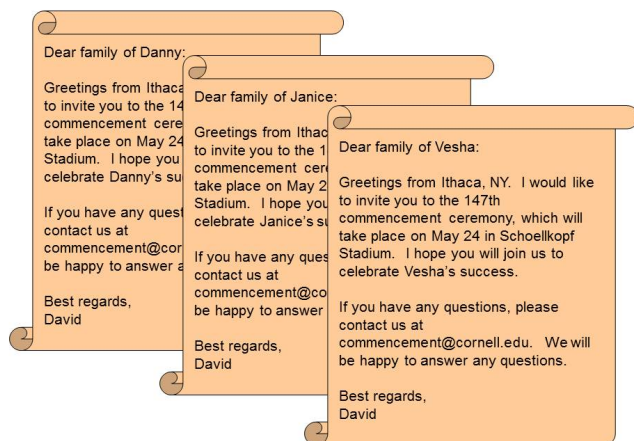 Dear family of Danny:
Greetings from Ithaca
to invite you to the 14
commencement cere
take place on May 24
Stadium. I hope you
celebrate Danny's su
If you have any quest
contact us at
commencement@corn
be happy to answer a
Best regards,
David
Dear family of Janice:
Greetings from Ithac
to invite you to the 1
commencement cere
take place on May 2
Stadium. I hope you
celebrate Janice's su
If you have any ques
contact us at
commencement@co
be happy to answer
Best regards,
David
Dear family of Vesha:
Greetings from Ithaca, NY. I would like
to invite you to the 147th
commencement ceremony, which will
take place on May 24 in Schoellkopf
Stadium. I hope you will join us to
celebrate Vesha's success.
If you have any questions, please
contact us at
commencement@cornell.edu. We will
be happy to answer any questions.
Best regards,
David